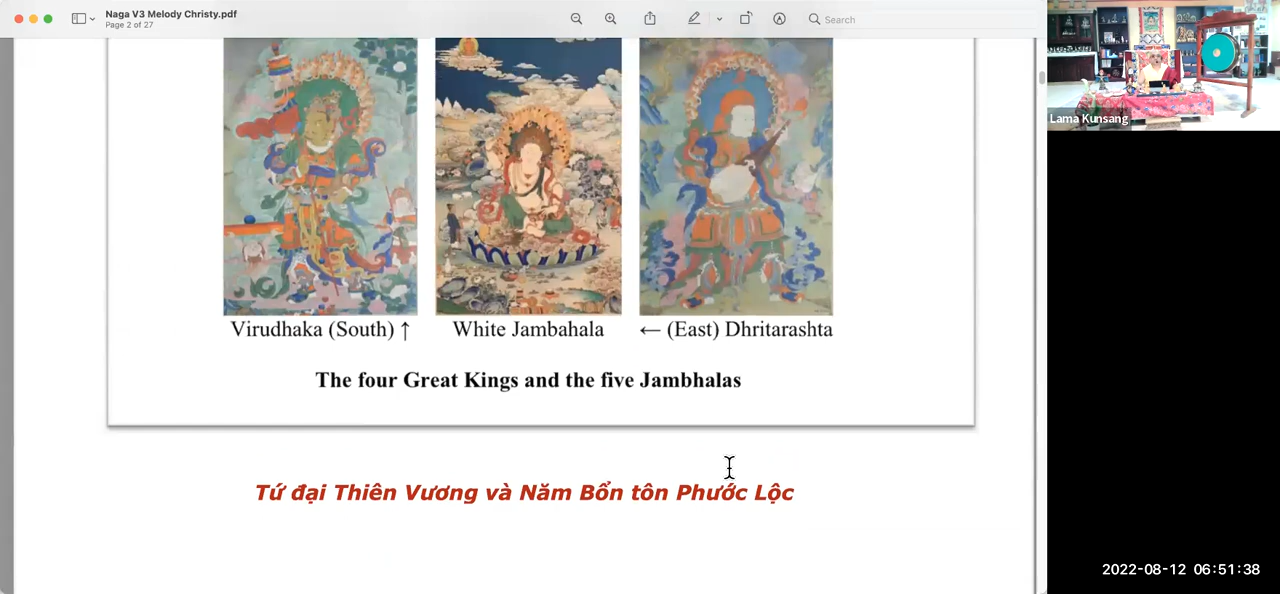 Naga V3 Melody Christy.pdf
Page 2 of 27
Search
Lama Kunsang
Virudhaka (South) ↑ White Jambahala ← (East) Dhritarashta
The four Great Kings and the five Jambhalas
Tứ đại Thiên Vương và Năm Bổn tôn Phước Lộc
2022-08-12 06:51:38